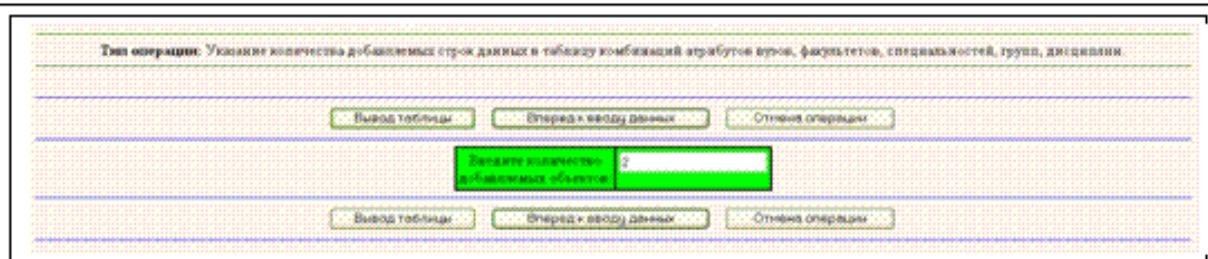 Тип операции: Указание количества добавляемых строк данных в таблицу комбинаций атрибутов вузов, факультетов, специальностей, групп, дисциплин.
Вывод таблицы Вперед к вводу данных Отмена операции
Введите количество 2
добавляемых объектов
Вывод таблицы Вперед к вводу данных Отмена операции